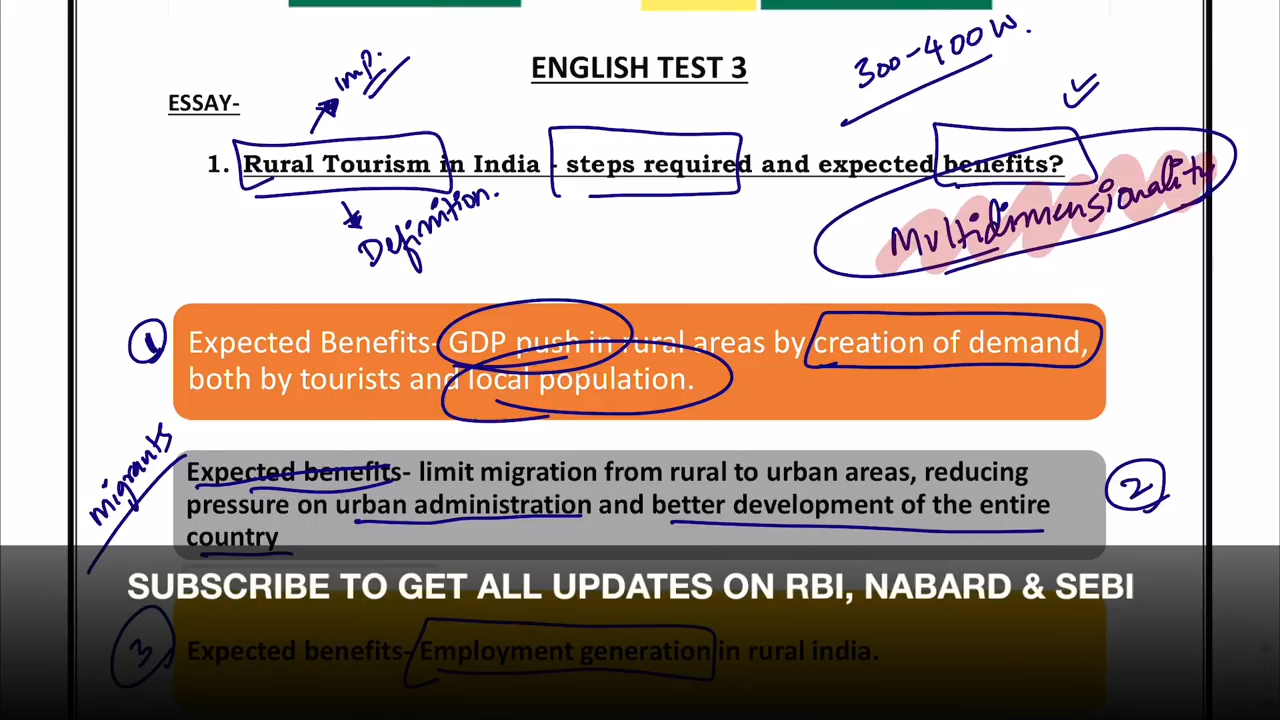 ENGLISH TEST 3
300-400 W.
imp.
ESSAY-
1. Rural Tourism in India - steps required and expected benefits?
Definition.
Multidimensionality
1
Expected Benefits- GDP push in rural areas by creation of demand,
both by tourists and local population.
migrants
Expected benefits- limit migration from rural to urban areas, reducing
pressure on urban administration and better development of the entire
country
2
SUBSCRIBE TO GET ALL UPDATES ON RBI, NABARD & SEBI
3
Expected benefits- Employment generation in rural india.